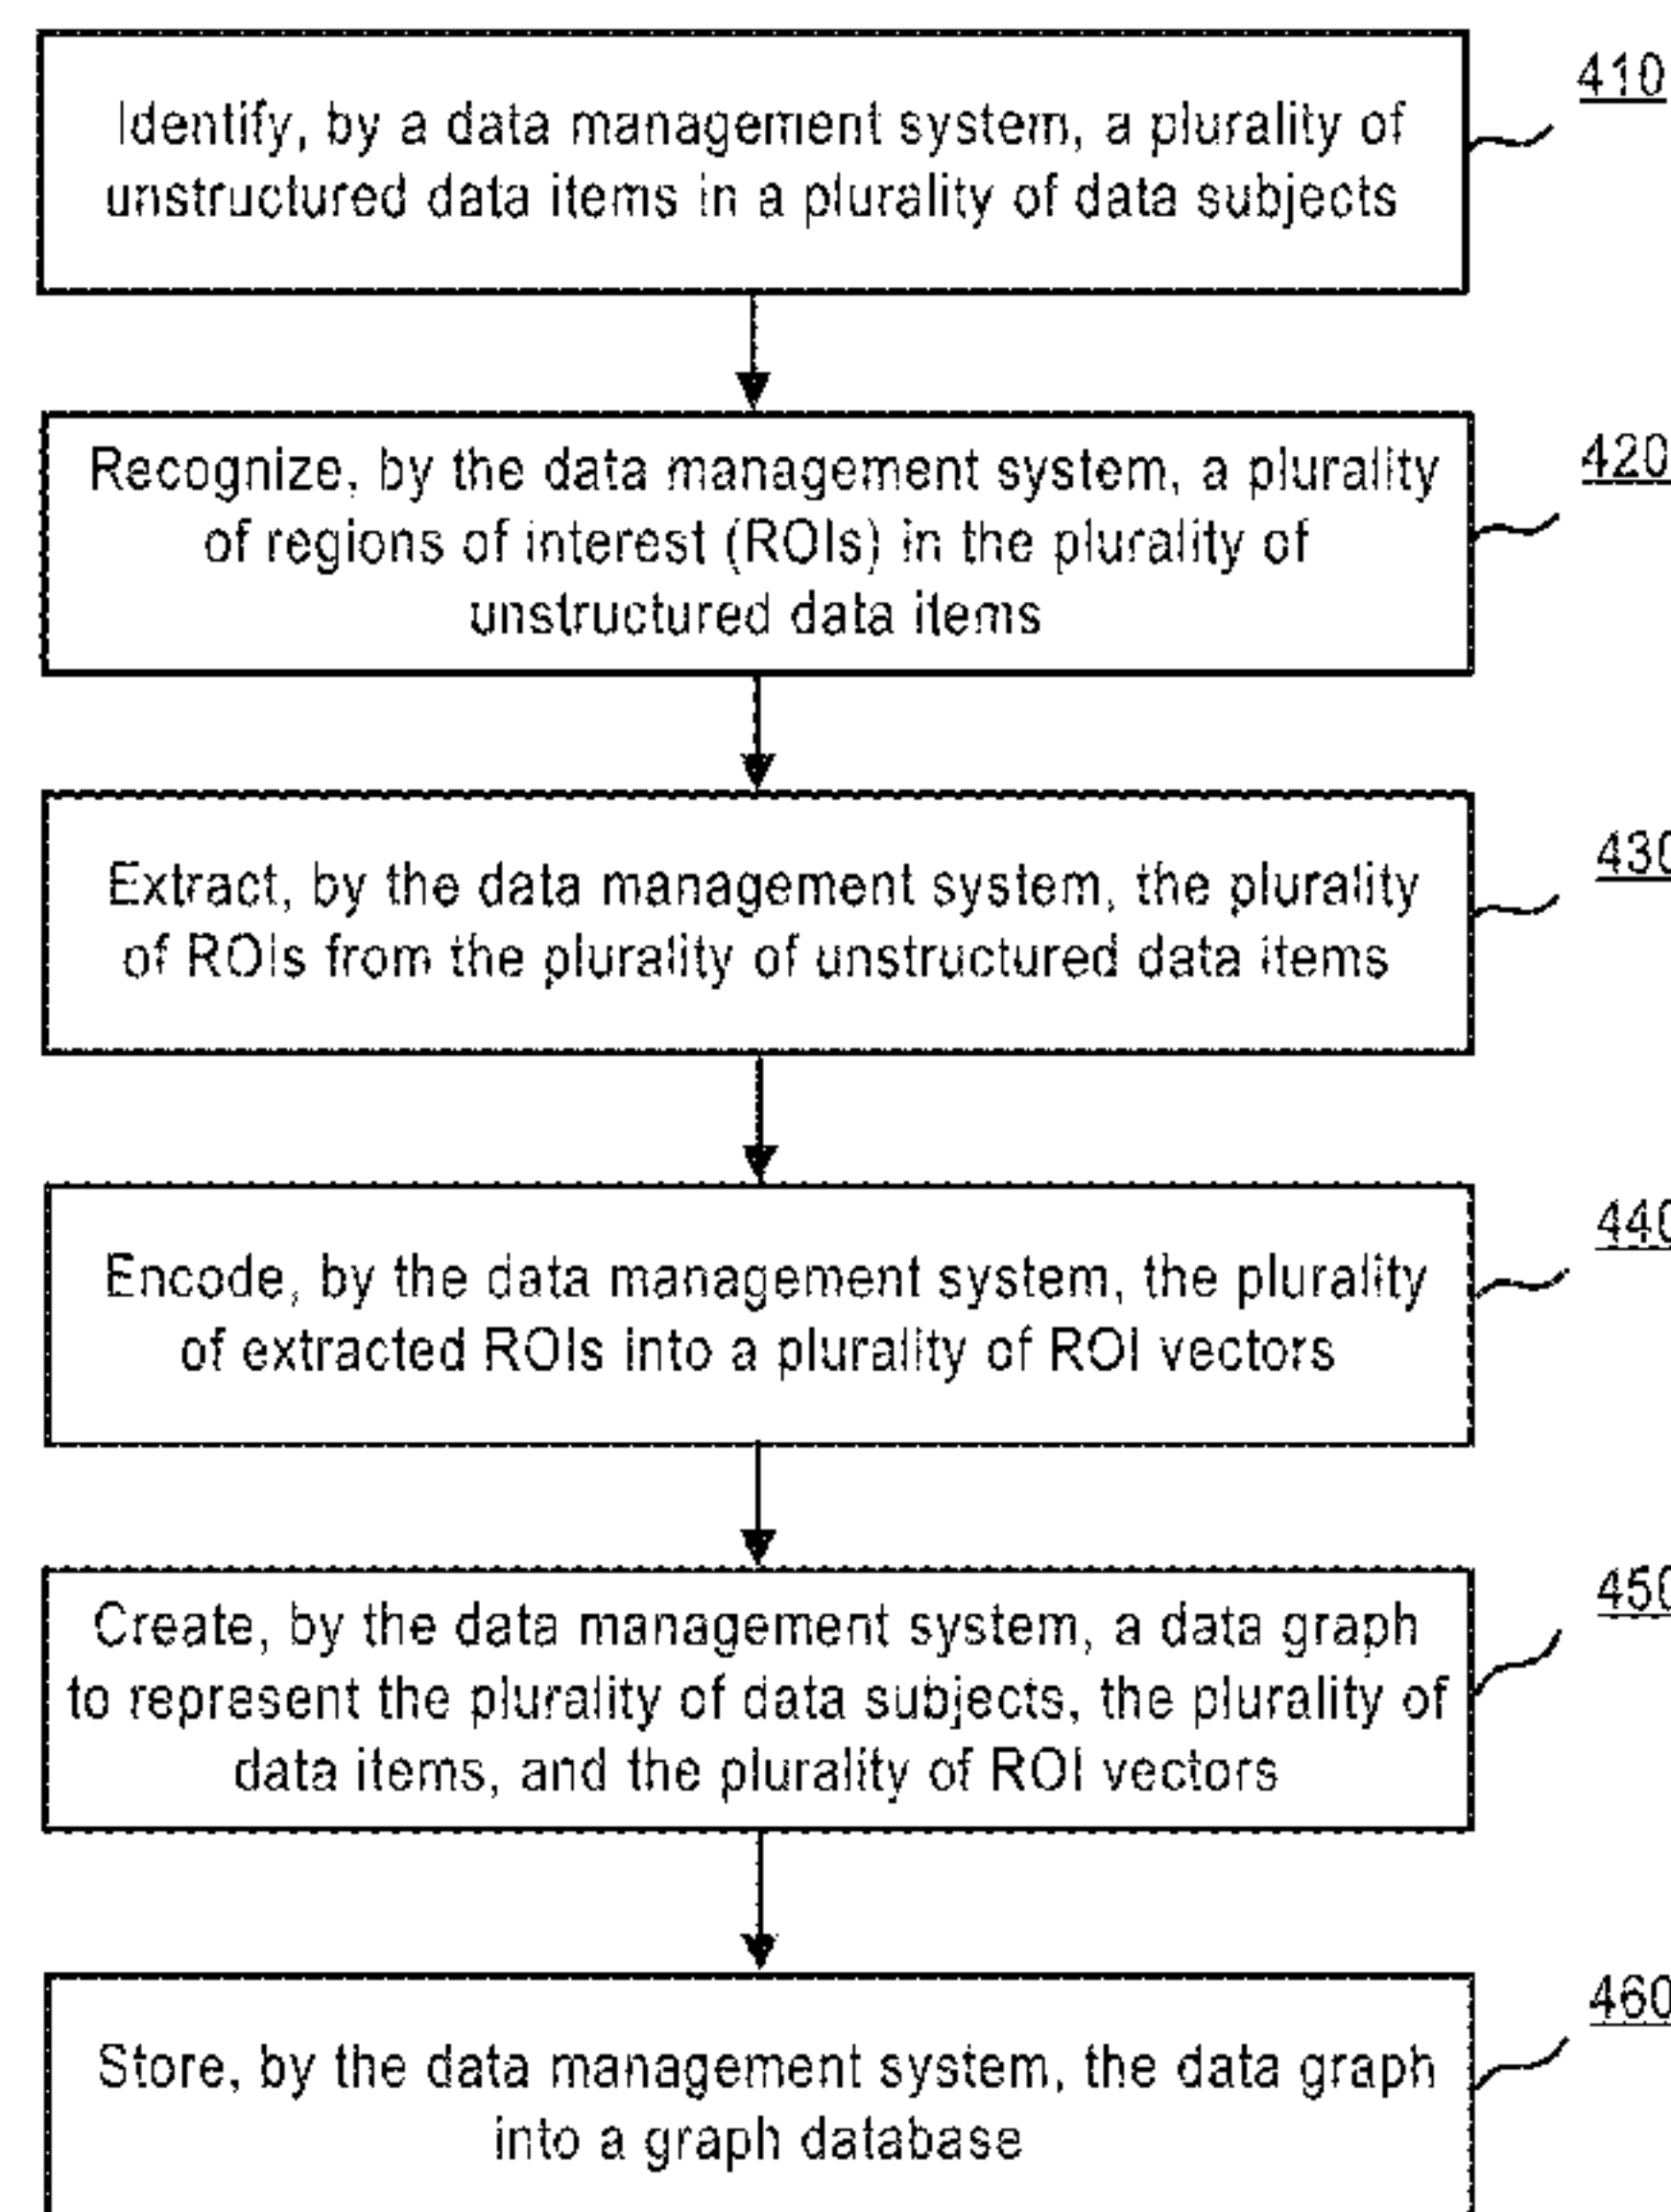 410
Identify, by a data management system, a plurality of
unstructured data items in a plurality of data subjects
420
Recognize, by the data management system, a plurality
of regions of interest (ROIs) in the plurality of
unstructured data items
430
Extract, by the data management system, the plurality
of ROIs from the plurality of unstructured data items
440
Encode, by the data management system, the plurality
of extracted ROIs into a plurality of ROI vectors
450
Create, by the data management system, a data graph
to represent the plurality of data subjects, the plurality of
data items, and the plurality of ROI vectors
460
Store, by the data management system, the data graph
into a graph database